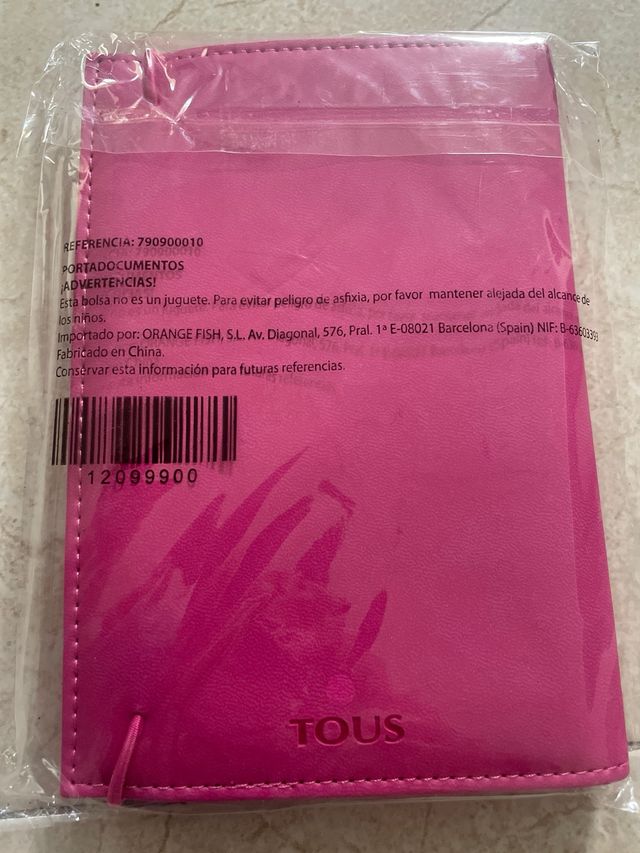 REFERENCIA: 790900010
PORTADOCUMENTOS
¡ADVERTENCIAS!
Esta bolsa no es un juguete. Para evitar peligro de asfixia, por favor mantener alejada del alcance de
los niños.
Importado por: ORANGE FISH, S.L. Av. Diagonal, 576, Pral. 1ª E-08021 Barcelona (Spain) NIF: B-63603393
Fabricado en China.
Conservar esta información para futuras referencias.
12099900
TOUS